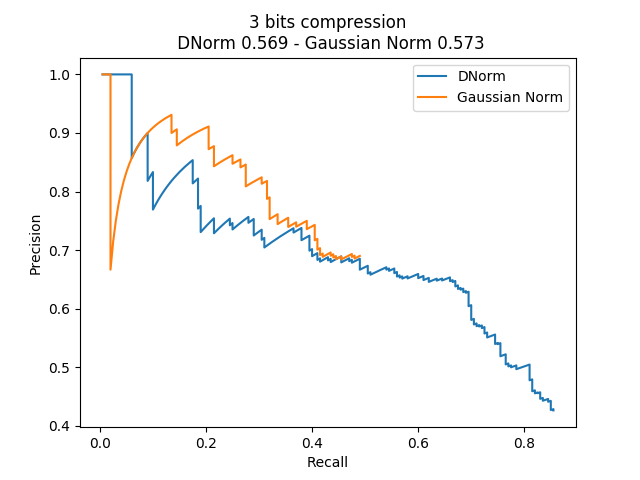 3 bits compression
DNorm 0.569 - Gaussian Norm 0.573
DNorm
Gaussian Norm
Precision
1.0
0.9
0.8
0.7
0.6
0.5
0.4
0.0 0.2 0.4 0.6 0.8
Recall